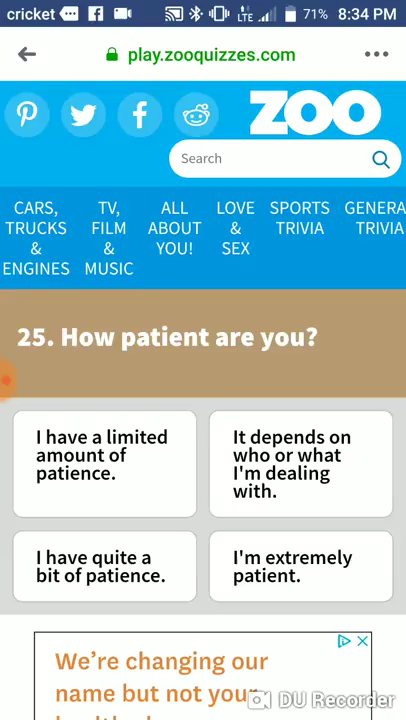 cricket LTE 71% 8:34 PM
play.zooquizzes.com
ZOO
Search
CARS, TRUCKS & ENGINES
TV, FILM & MUSIC
ALL ABOUT YOU!
LOVE & SEX
SPORTS TRIVIA
GENERA TRIVIA
25. How patient are you?
I have a limited
amount of
patience.
It depends on
who or what
I'm dealing
with.
I have quite a
bit of patience.
I'm extremely
patient.
We're changing our
name but not your
DU Recorder